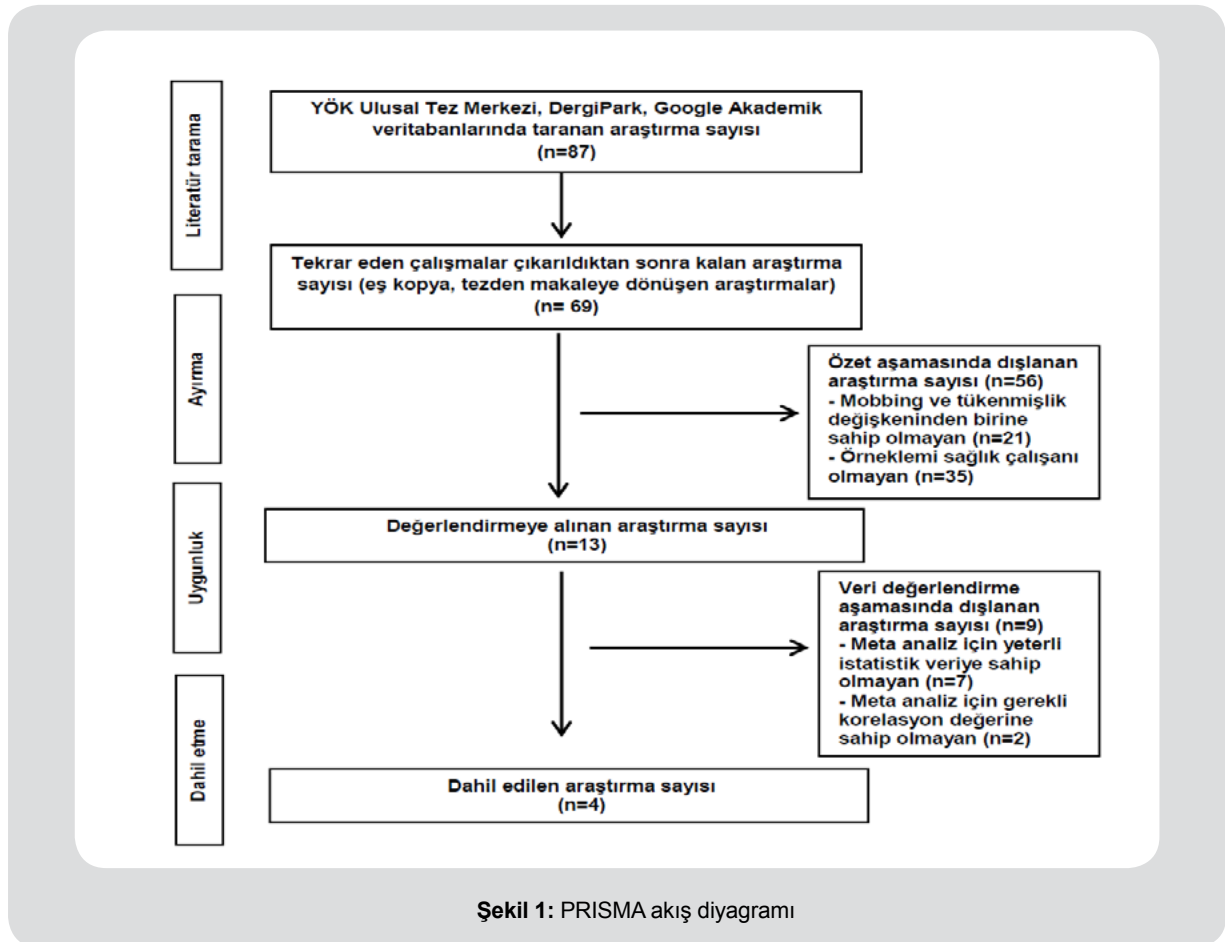 Literatür tarama
YÖK Ulusal Tez Merkezi, DergiPark, Google Akademik
veritabanlarında taranan araştırma sayısı
(n=87)
Tekrar eden çalışmalar çıkarıldıktan sonra kalan araştırma
sayısı (eş kopya, tezden makaleye dönüşen araştırmalar)
(n= 69)
Ayırma
Özet aşamasında dışlanan
araştırma sayısı (n=56)
- Mobbing ve tükenmişlik
değişkeninden birine
sahip olmayan (n=21)
- Örneklemi sağlık çalışanı
olmayan (n=35)
Uygunluk
Değerlendirmeye alınan araştırma sayısı
(n=13)
Veri değerlendirme
aşamasında dışlanan
araştırma sayısı (n=9)
- Meta analiz için yeterli
istatistik veriye sahip
olmayan (n=7)
- Meta analiz için gerekli
korelasyon değerine
sahip olmayan (n=2)
Dahil etme
Dahil edilen araştırma sayısı
(n=4)
Şekil 1: PRISMA akış diyagramı